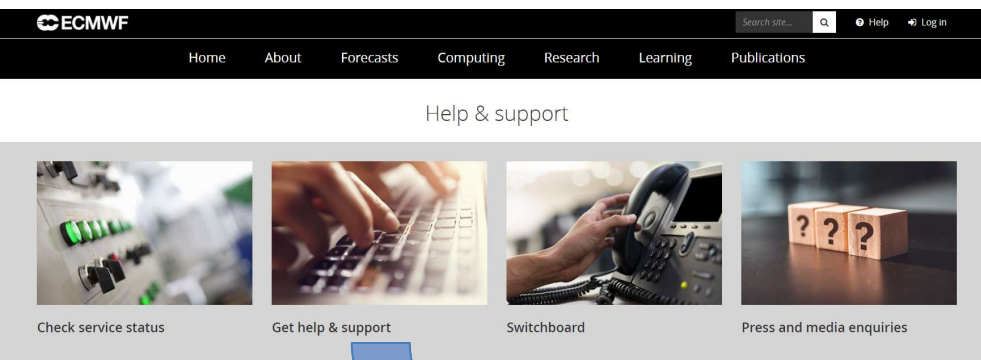 ECMWF
Search site...
Help
Log in
Home About Forecasts Computing Research Learning Publications
Help & support
? ? ?
Check service status Get help & support Switchboard Press and media enquiries